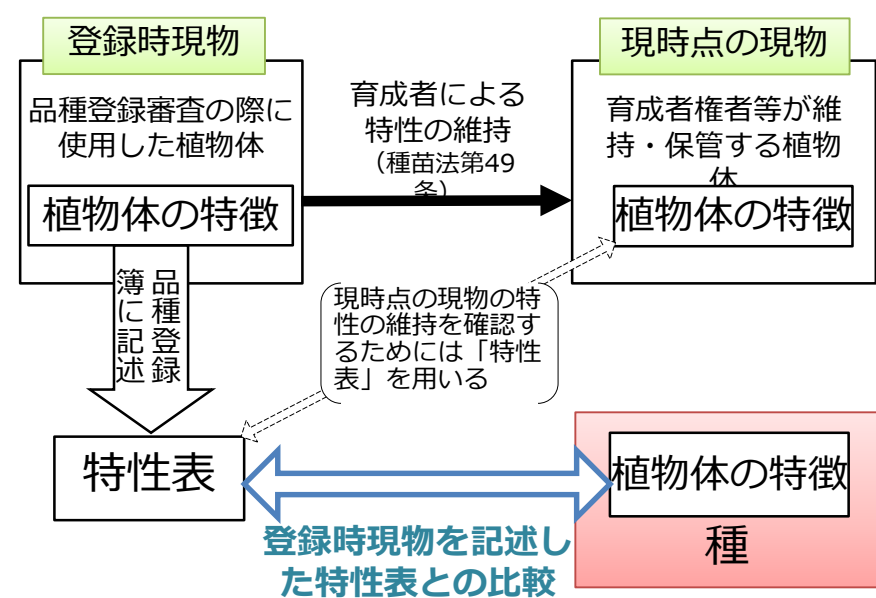 登録時現物
品種登録審査の際に
使用した植物体
植物体の特徴
育成者による
特性の維持
（種苗法第49
条）
現時点の現物
育成者権者等が維
持・保管する植物
体
植物体の特徴
品種登録
簿に記述
現時点の現物の特
性の維持を確認す
るためには「特性
表」を用いる
特性表
植物体の特徴
種
登録時現物を記述し
た特性表との比較